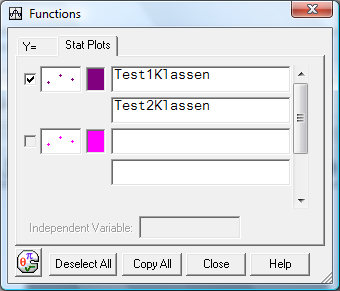 Functions
Y= Stat Plots
Test1Klassen
Test2Klassen
Independent Variable:
Deselect All Copy All Close Help